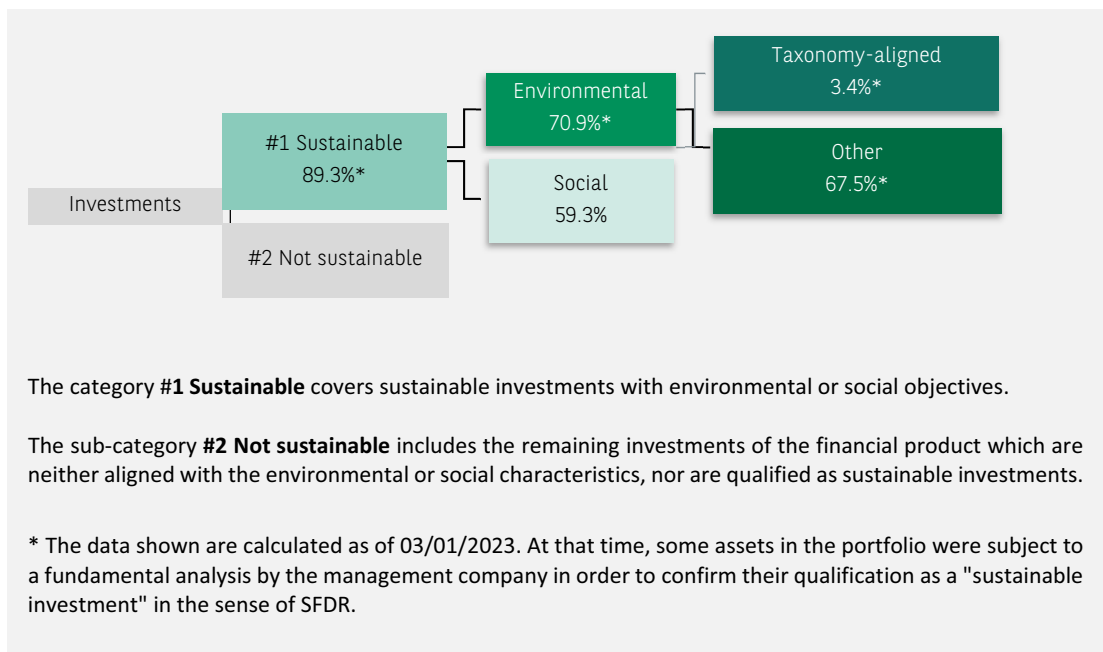 Taxonomy-aligned
3.4%*
Environmental
70.9%*
#1 Sustainable
89.3%*
Other
67.5%*
Social
59.3%
Investments
#2 Not sustainable
The category #1 Sustainable covers sustainable investments with environmental or social objectives.
The sub-category #2 Not sustainable includes the remaining investments of the financial product which are
neither aligned with the environmental or social characteristics, nor are qualified as sustainable investments.
* The data shown are calculated as of 03/01/2023. At that time, some assets in the portfolio were subject to
a fundamental analysis by the management company in order to confirm their qualification as a "sustainable
investment" in the sense of SFDR.